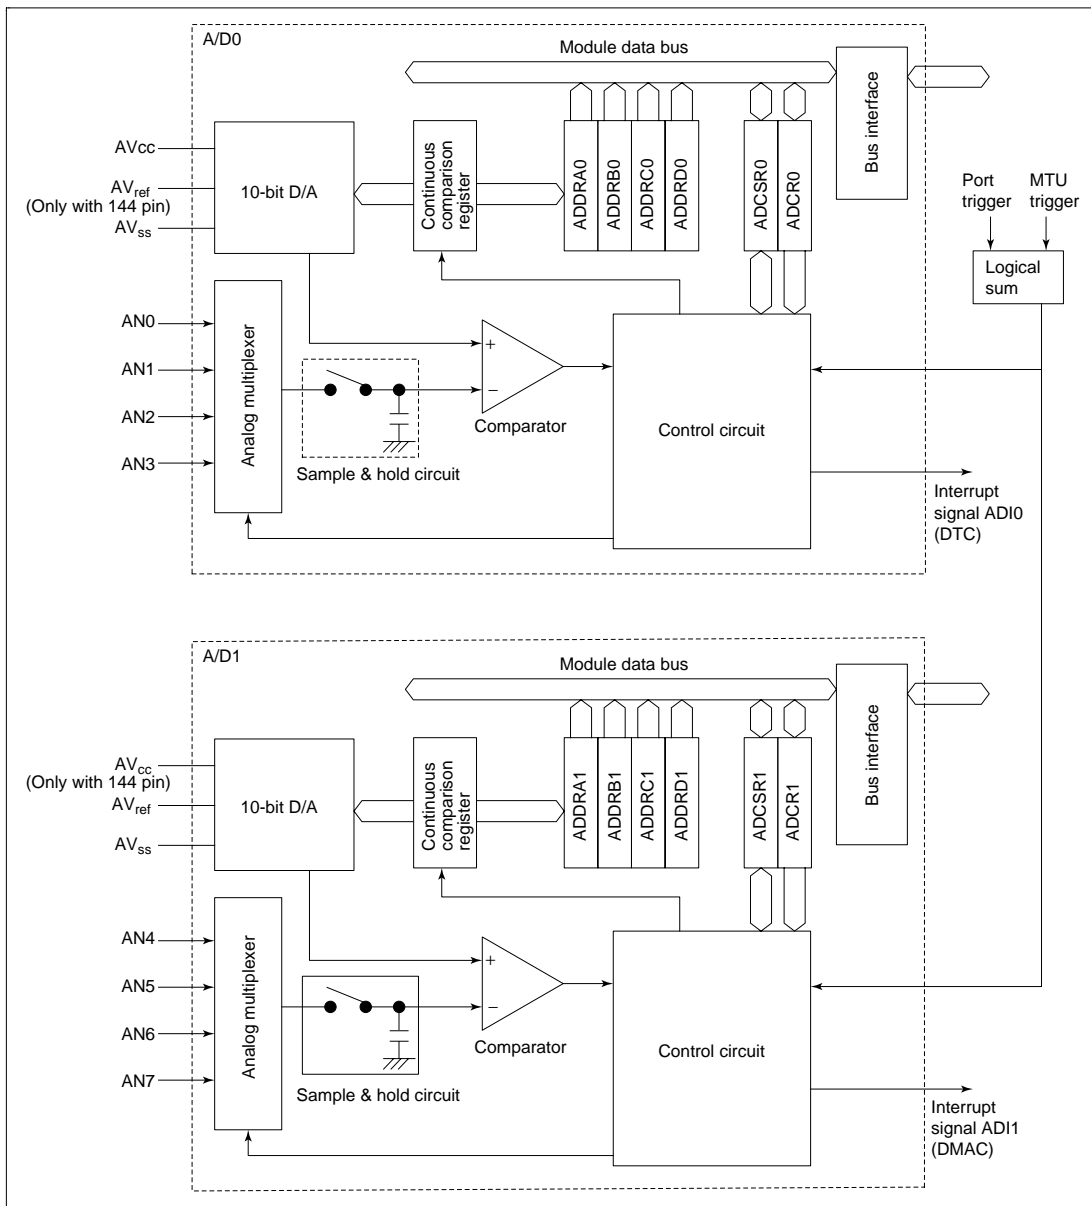 A/D0
Module data bus
Bus interface
AVcc
AVref
(Only with 144 pin)
AVss
10-bit D/A
Continuous
comparison
register
ADDRA0
ADDRB0
ADDRC0
ADDRD0
ADCSR0
ADCR0
Port
trigger
MTU
trigger
Logical
sum
AN0
AN1
AN2
AN3
Analog multiplexer
+
−
Comparator
Sample & hold circuit
Control circuit
Interrupt
signal ADI0
(DTC)
A/D1
Module data bus
Bus interface
AVcc
(Only with 144 pin)
AVref
AVss
10-bit D/A
Continuous
comparison
register
ADDRA1
ADDRB1
ADDRC1
ADDRD1
ADCSR1
ADCR1
AN4
AN5
AN6
AN7
Analog multiplexer
+
−
Comparator
Sample & hold circuit
Control circuit
Interrupt
signal ADI1
(DMAC)